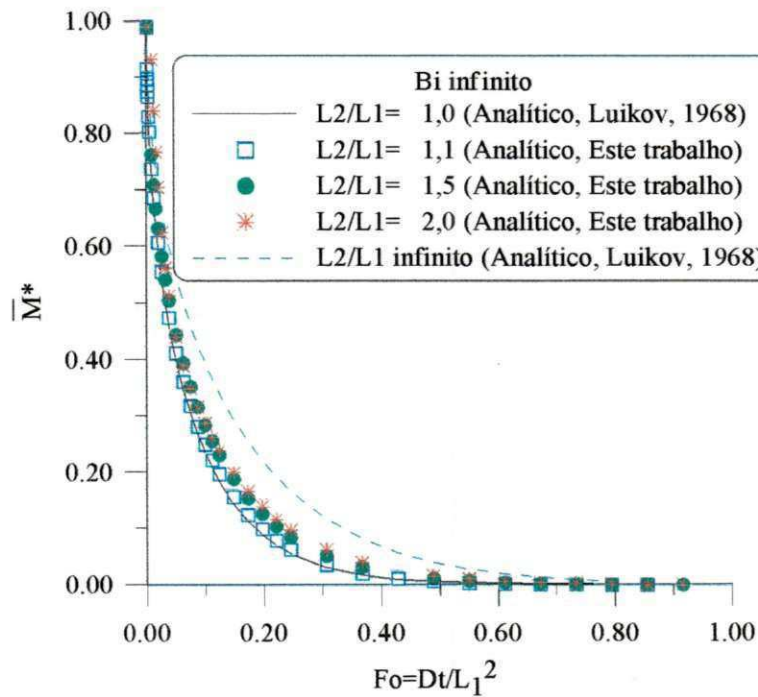 1.00
0.80
0.60
0.40
0.20
0.00
M*
Bi infinito
L2/L1= 1,0 (Analítico, Luikov, 1968)
L2/L1= 1,1 (Analítico, Este trabalho)
L2/L1= 1,5 (Analítico, Este trabalho)
L2/L1= 2,0 (Analítico, Este trabalho)
L2/L1 infinito (Analítico, Luikov, 1968)
0.00 0.20 0.40 0.60 0.80 1.00
Fo=Dt/L₁²